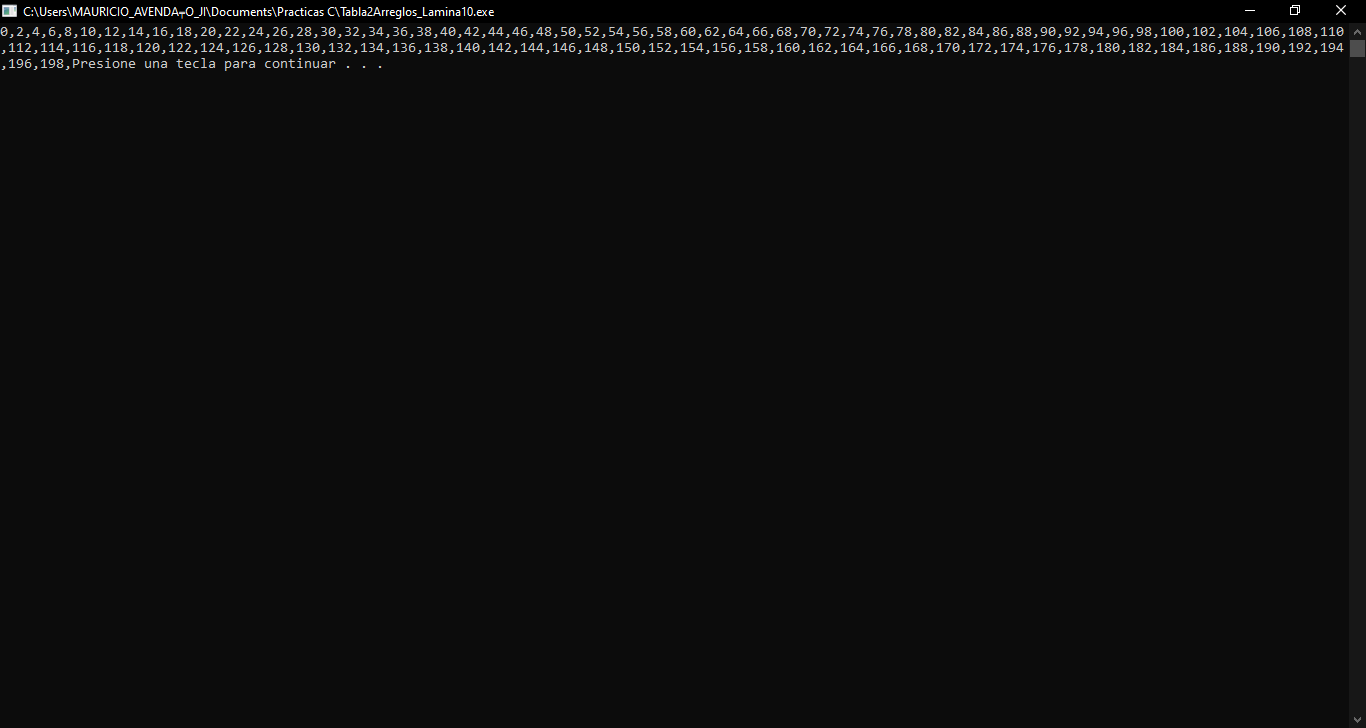 C:\Users\MAURICIO_AVENDA┬O_JI\Documents\Practicas C\Tabla2Arreglos_Lamina10.exe
0,2,4,6,8,10,12,14,16,18,20,22,24,26,28,30,32,34,36,38,40,42,44,46,48,50,52,54,56,58,60,62,64,66,68,70,72,74,76,78,80,82,84,86,88,90,92,94,96,98,100,102,104,106,108,110
,112,114,116,118,120,122,124,126,128,130,132,134,136,138,140,142,144,146,148,150,152,154,156,158,160,162,164,166,168,170,172,174,176,178,180,182,184,186,188,190,192,194
,196,198,Presione una tecla para continuar . . .